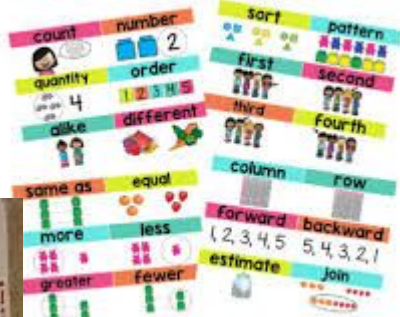 count number
2
quantity order
4
1 2 3 4 5
alike different
same as equal
more less
greater fewer
sort pattern
first second
third fourth
column row
forward backward
1, 2, 3, 4, 5 5, 4, 3, 2, 1
estimate join